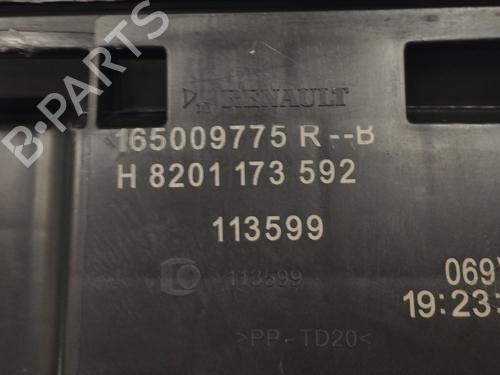 RENAULT
165009775 R--B
H 8201 173 592
113599
113599
069
19:23:
>PP-TD20<
B-PARTS